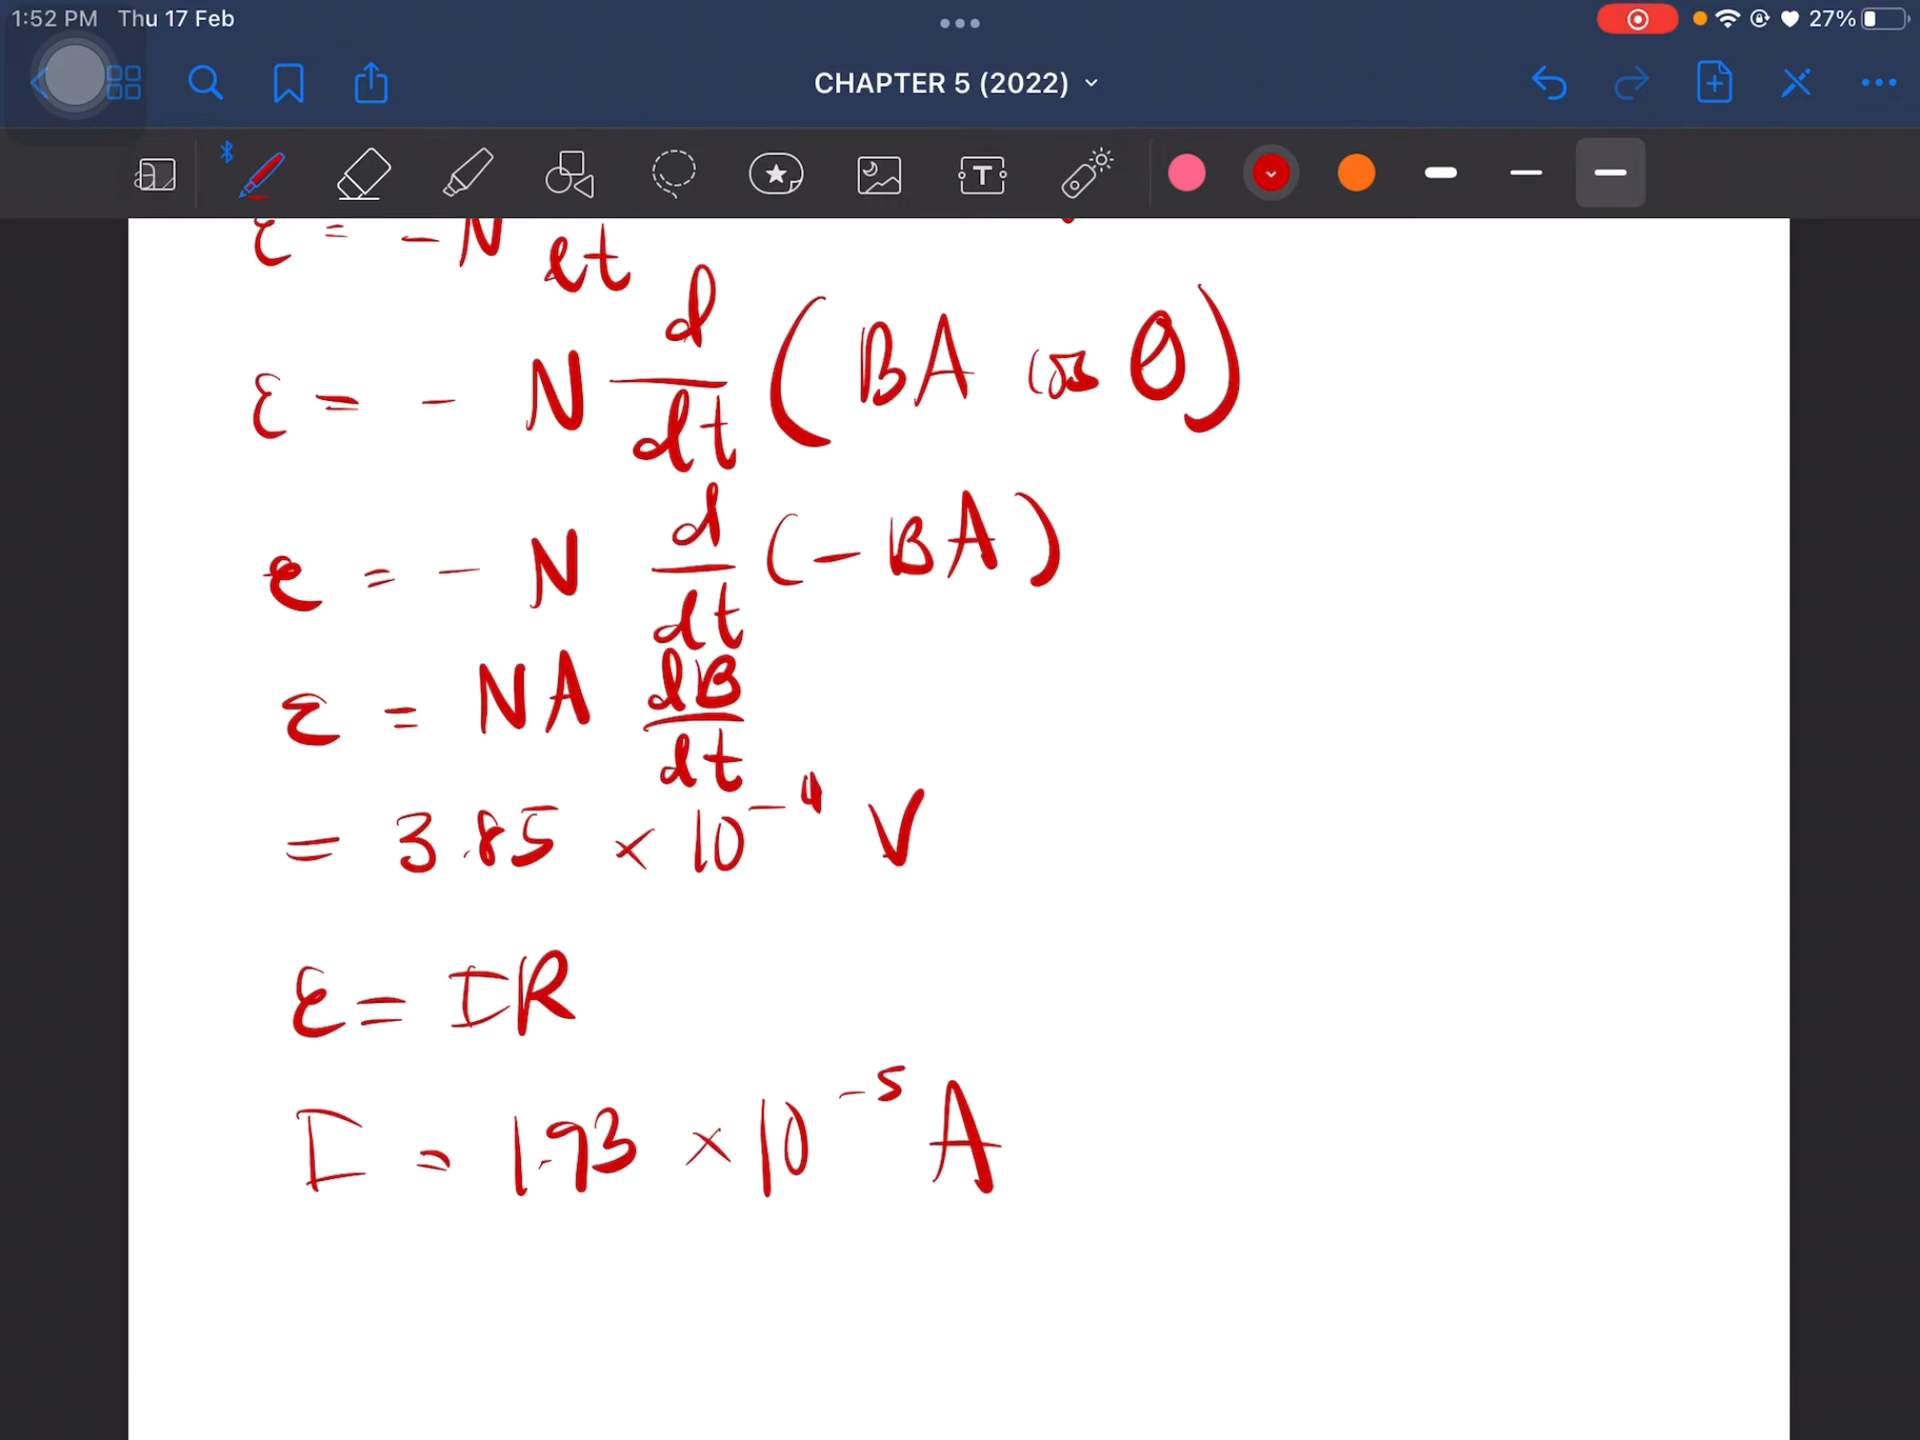 1:52 PM Thu 17 Feb
27%
CHAPTER 5 (2022)
ε = - N
dt
ε = - N d/dt (BA cos θ)
ε = - N d/dt (- BA)
ε = NA dB/dt
= 3.85 × 10⁻⁴ V
ε = IR
I = 1.93 × 10⁻⁵ A